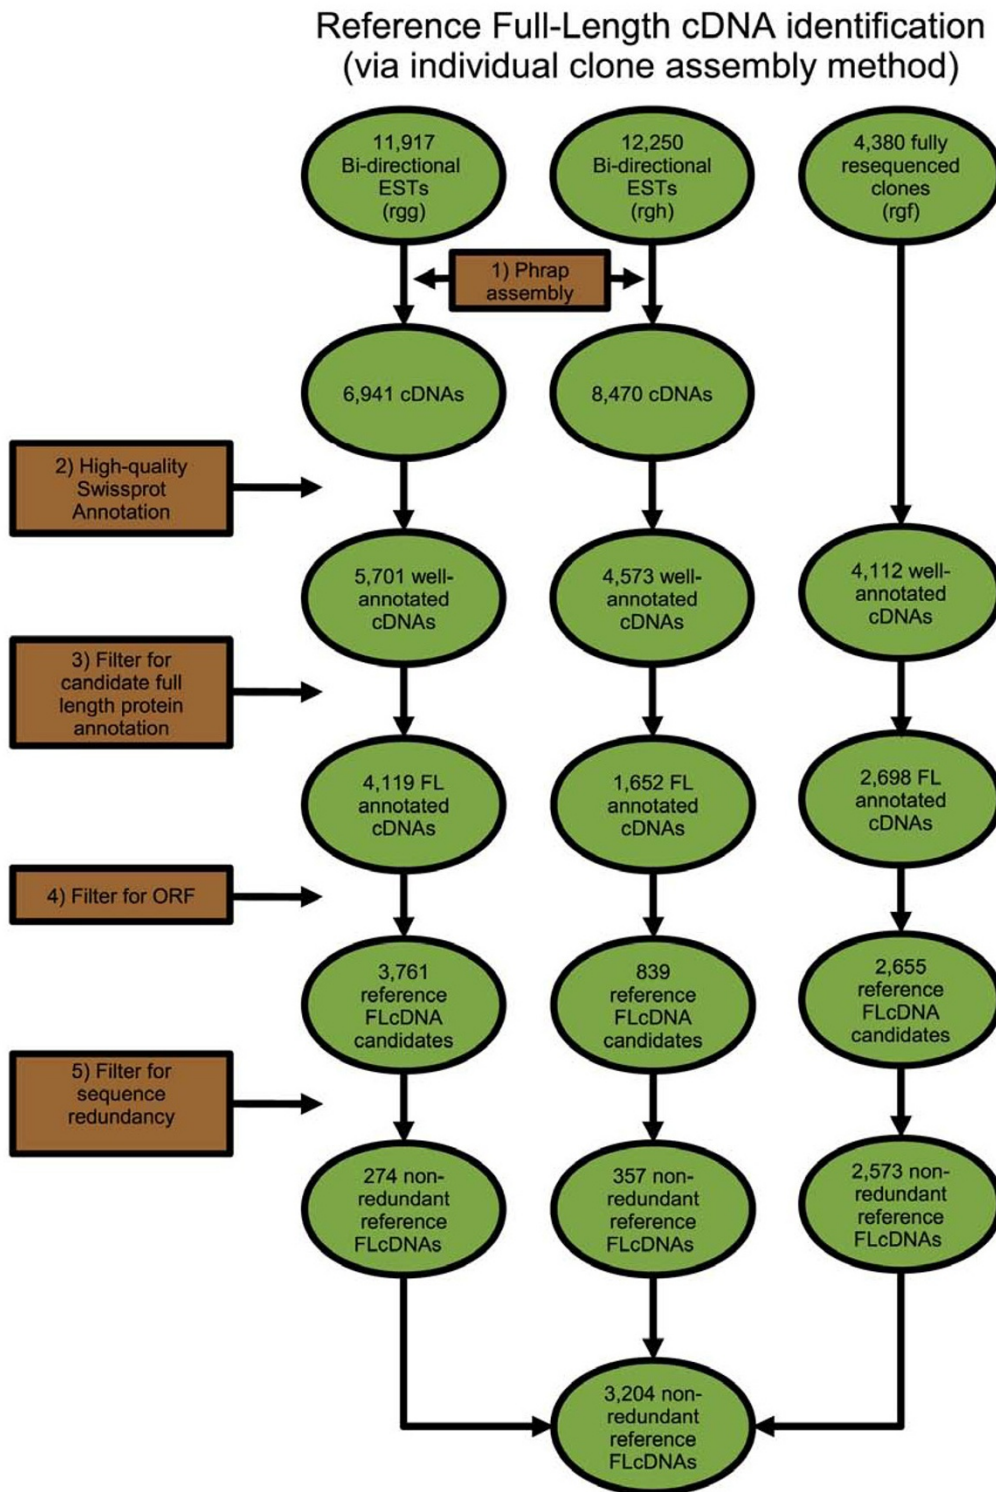 Reference Full-Length cDNA identification
(via individual clone assembly method)
11,917
Bi-directional
ESTs
(rgg)
12,250
Bi-directional
ESTs
(rgh)
4,380 fully
resequenced
clones
(rgf)
1) Phrap
assembly
6,941 cDNAs
8,470 cDNAs
2) High-quality
Swissprot
Annotation
5,701 well-
annotated
cDNAs
4,573 well-
annotated
cDNAs
4,112 well-
annotated
cDNAs
3) Filter for
candidate full
length protein
annotation
4,119 FL
annotated
cDNAs
1,652 FL
annotated
cDNAs
2,698 FL
annotated
cDNAs
4) Filter for ORF
3,761
reference
FLcDNA
candidates
839
reference
FLcDNA
candidates
2,655
reference
FLcDNA
candidates
5) Filter for
sequence
redundancy
274 non-
redundant
reference
FLcDNAs
357 non-
redundant
reference
FLcDNAs
2,573 non-
redundant
reference
FLcDNAs
3,204 non-
redundant
reference
FLcDNAs